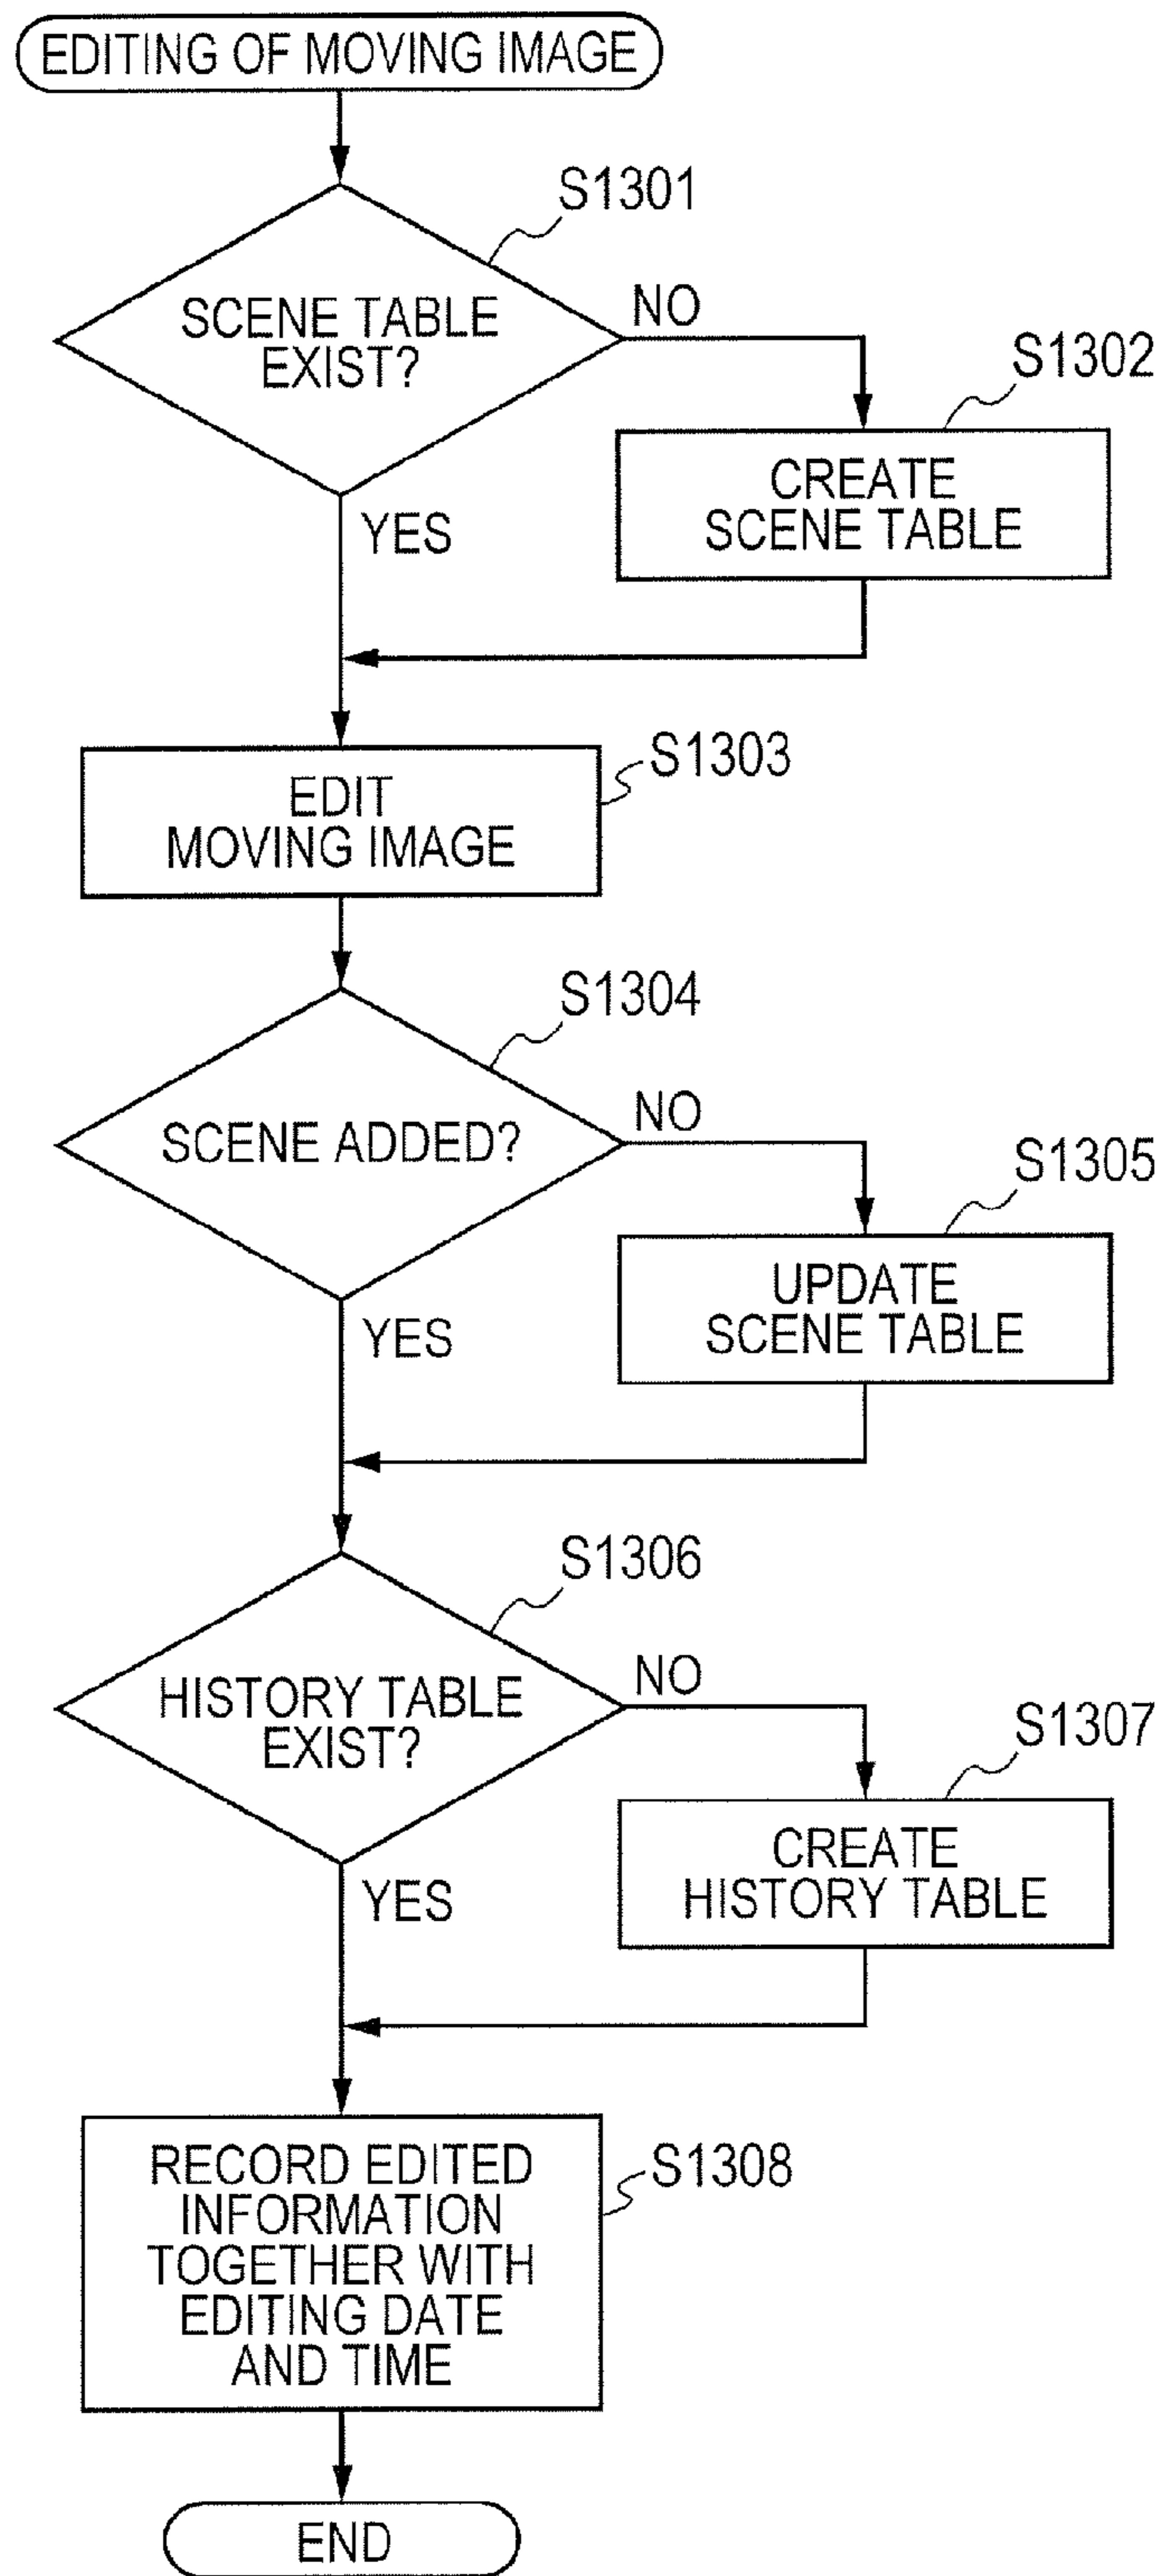 EDITING OF MOVING IMAGE
S1301
SCENE TABLE
EXIST?
NO
S1302
CREATE
SCENE TABLE
YES
S1303
EDIT
MOVING IMAGE
S1304
SCENE ADDED?
NO
S1305
UPDATE
SCENE TABLE
YES
S1306
HISTORY TABLE
EXIST?
NO
S1307
CREATE
HISTORY TABLE
YES
S1308
RECORD EDITED
INFORMATION
TOGETHER WITH
EDITING DATE
AND TIME
END